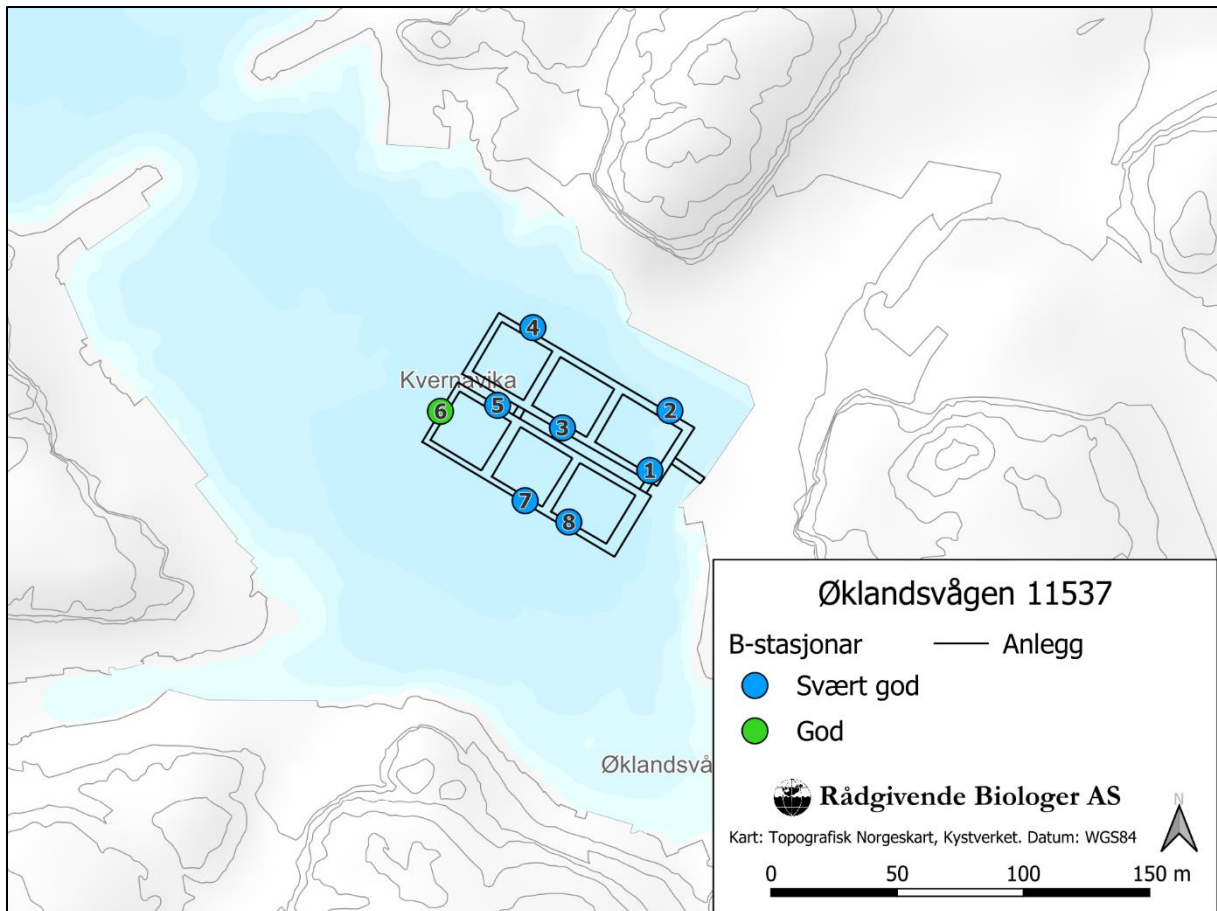 4
Kvernavika
6
5
2
3
1
7
8
Øklandsvå
Øklandsvågen 11537
B-stasjonar
Anlegg
Svært god
God
Rådgivende Biologer AS
N
Kart: Topografisk Norgeskart, Kystverket. Datum: WGS84
0 50 100 150 m